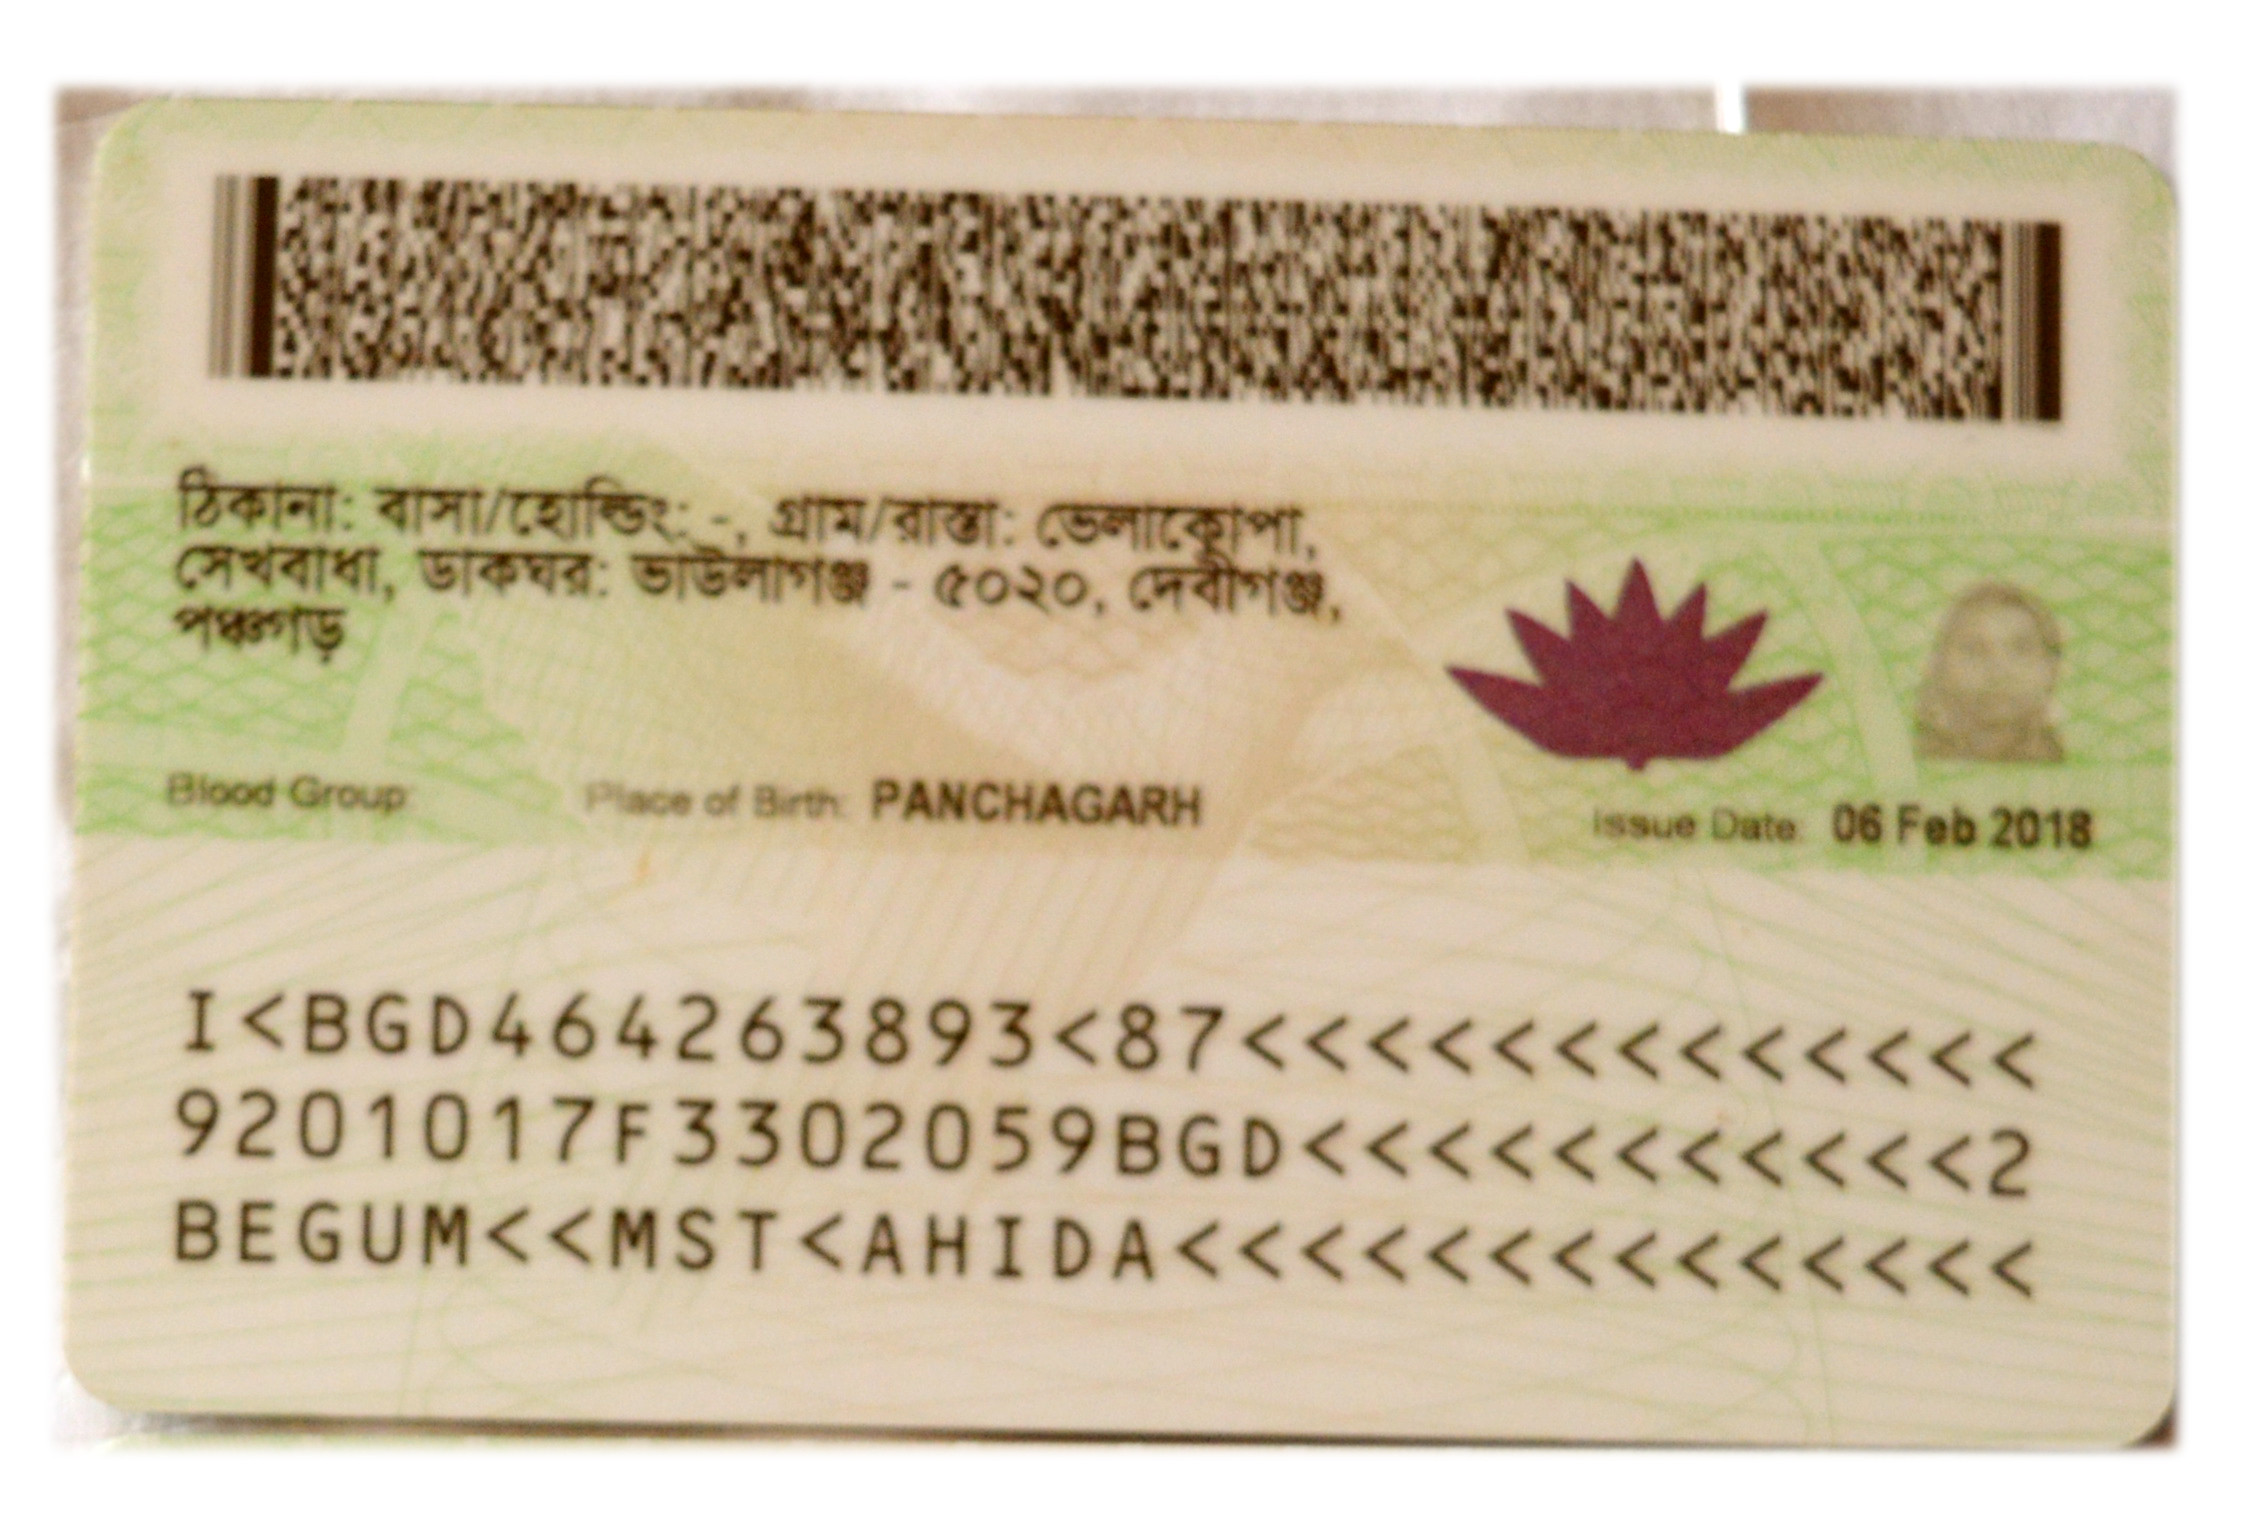 ঠিকানা: বাসা/হোল্ডিং: -, গ্রাম/রাস্তা: ভেলাকোপা,
সেখবাধা, ডাকঘর: ভাউলাগঞ্জ - ৫০২০, দেবীগঞ্জ,
পঞ্চগড়
Blood Group: Place of Birth: PANCHAGARH Issue Date: 06 Feb 2018
I<BGD464263893<87<<<<<<<<<<<<<
9201017F3302059BGD<<<<<<<<<<<2
BEGUM<<MST<AHIDA<<<<<<<<<<<<<<